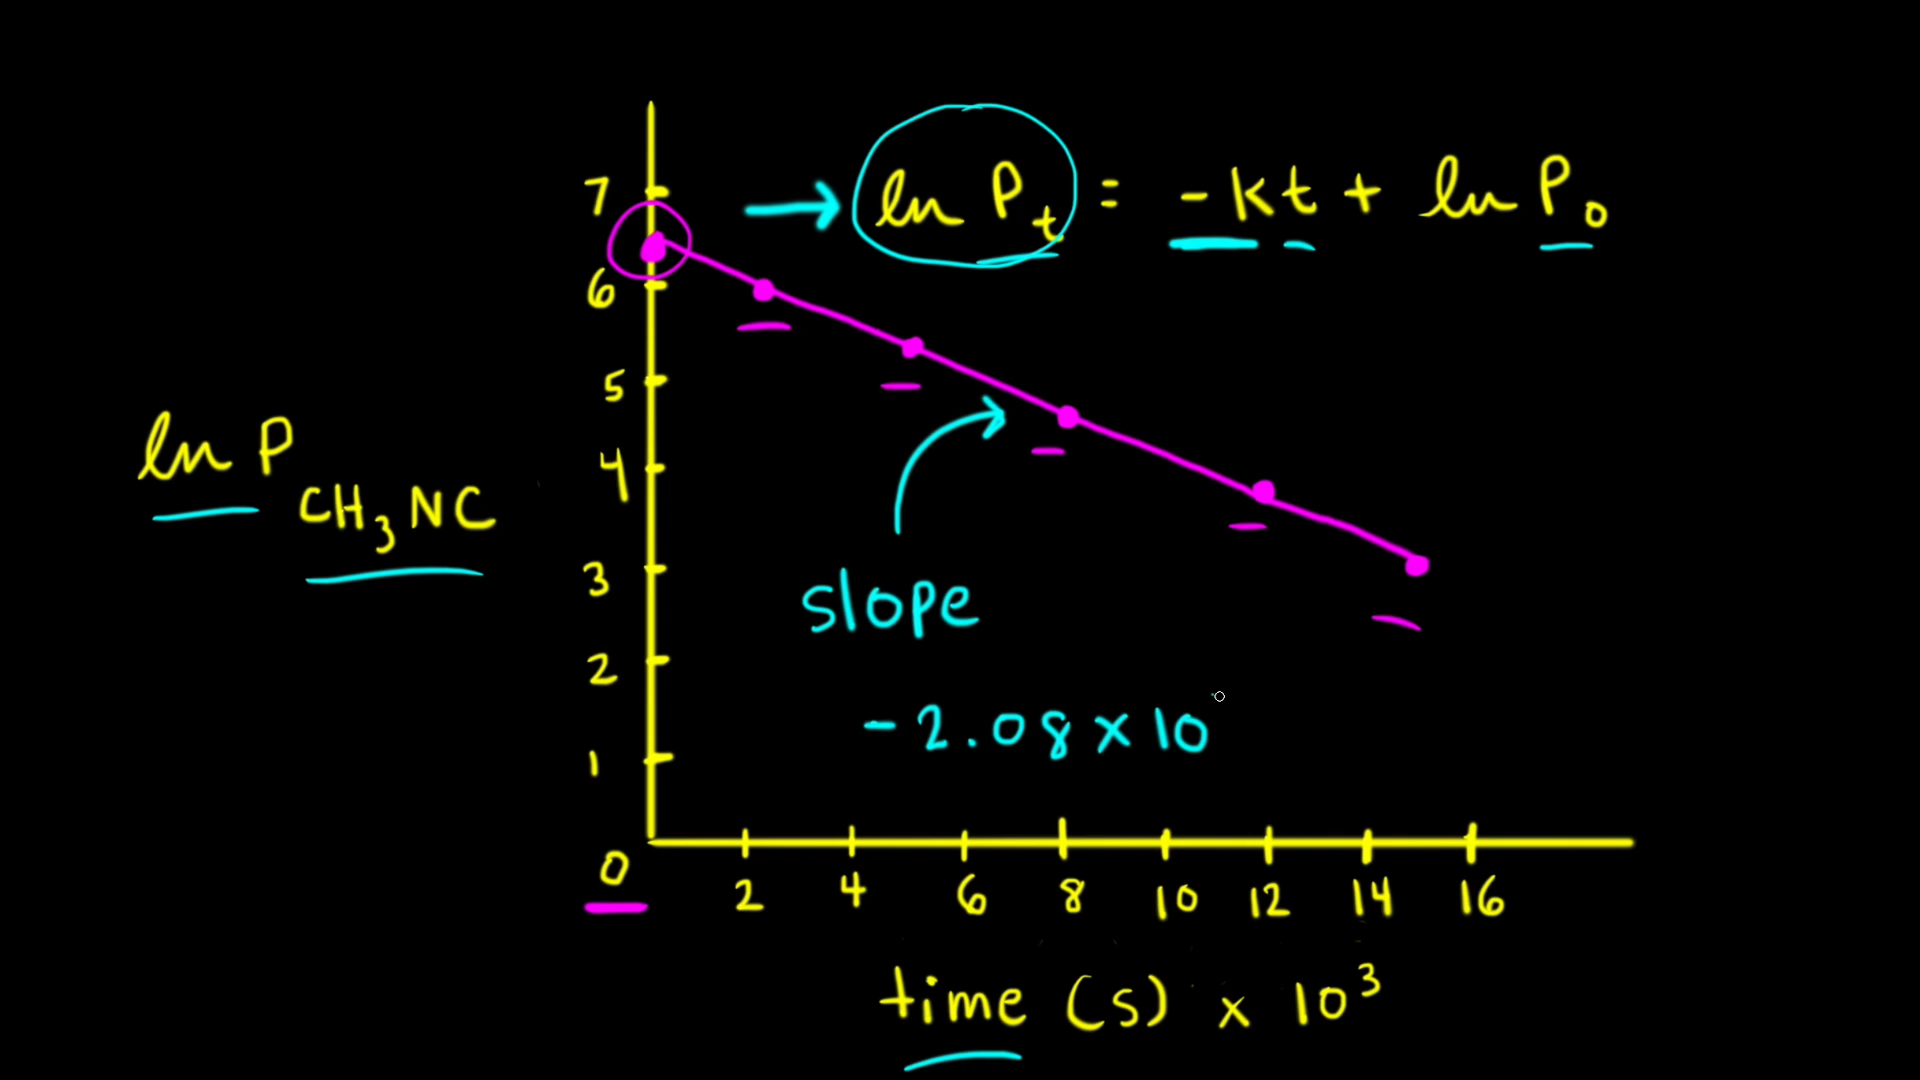 ln Pₜ = -kt + ln P₀
7
6
5
4
3
2
1
0
ln P CH₃NC
slope
-2.08 x 10
2 4 6 8 10 12 14 16
time (s) x 10³